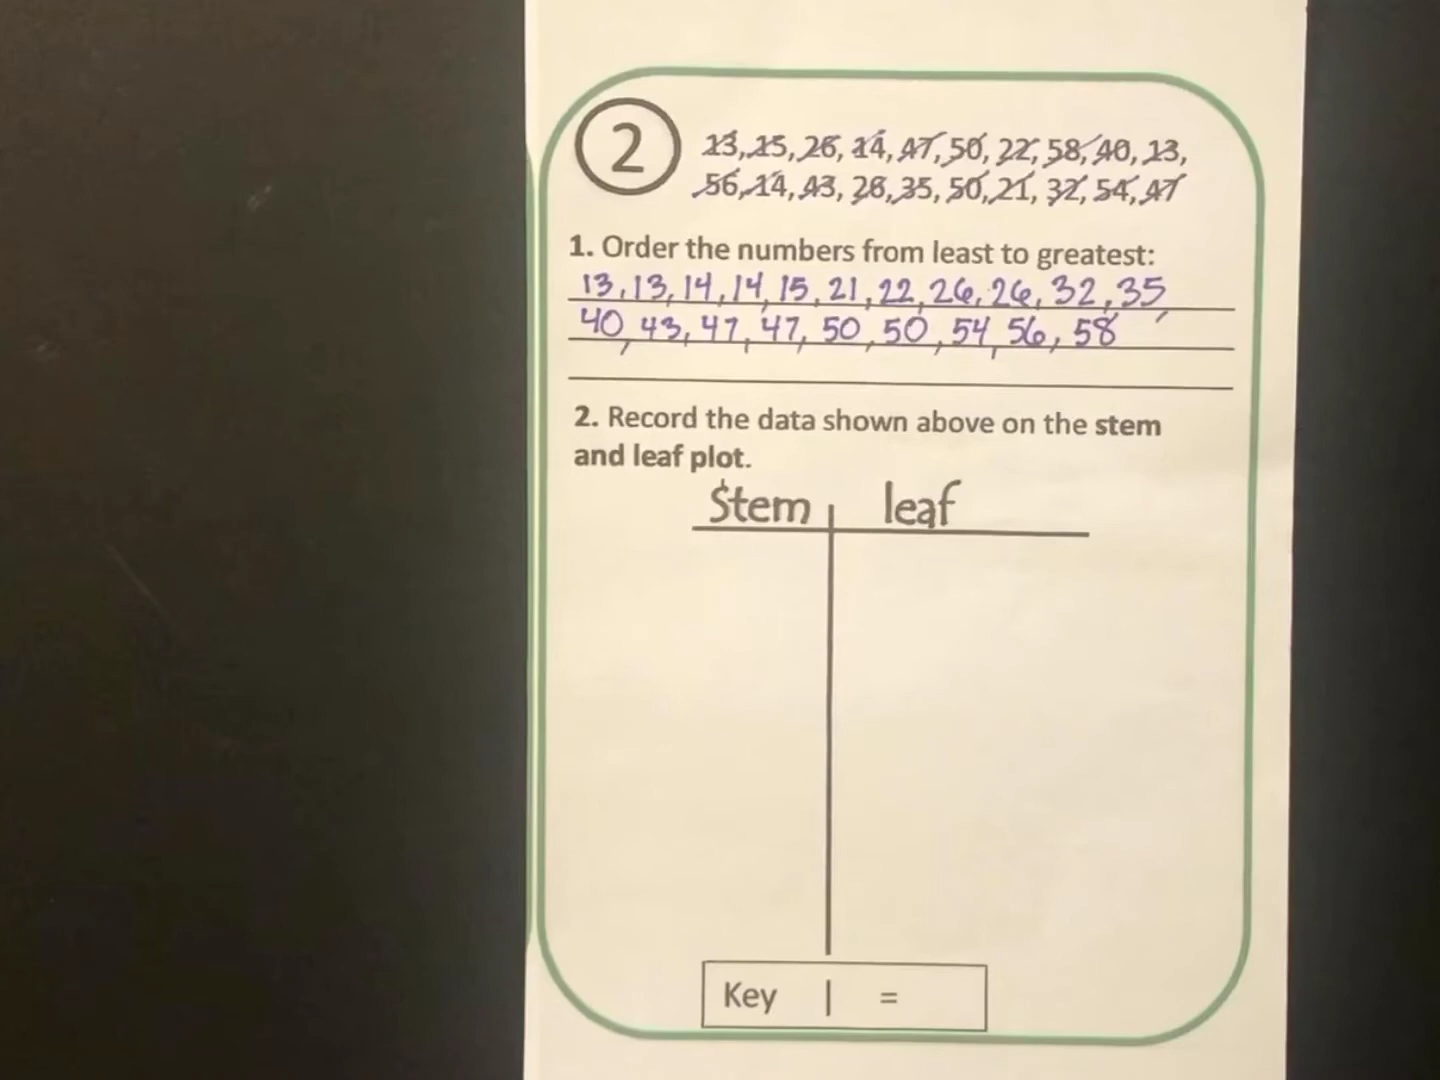 2
13, 15, 26, 14, 47, 50, 22, 58, 40, 13,
56, 14, 43, 26, 35, 50, 21, 32, 54, 47
1. Order the numbers from least to greatest:
13, 13, 14, 14, 15, 21, 22, 26, 26, 32, 35,
40, 43, 47, 47, 50, 50, 54, 56, 58
2. Record the data shown above on the stem
and leaf plot.
Stem | leaf
Key | =